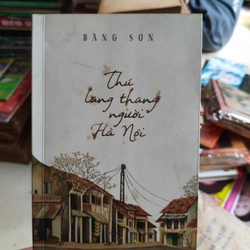 BĂNG SƠN
Thú
lang thang
người
Hà Nội